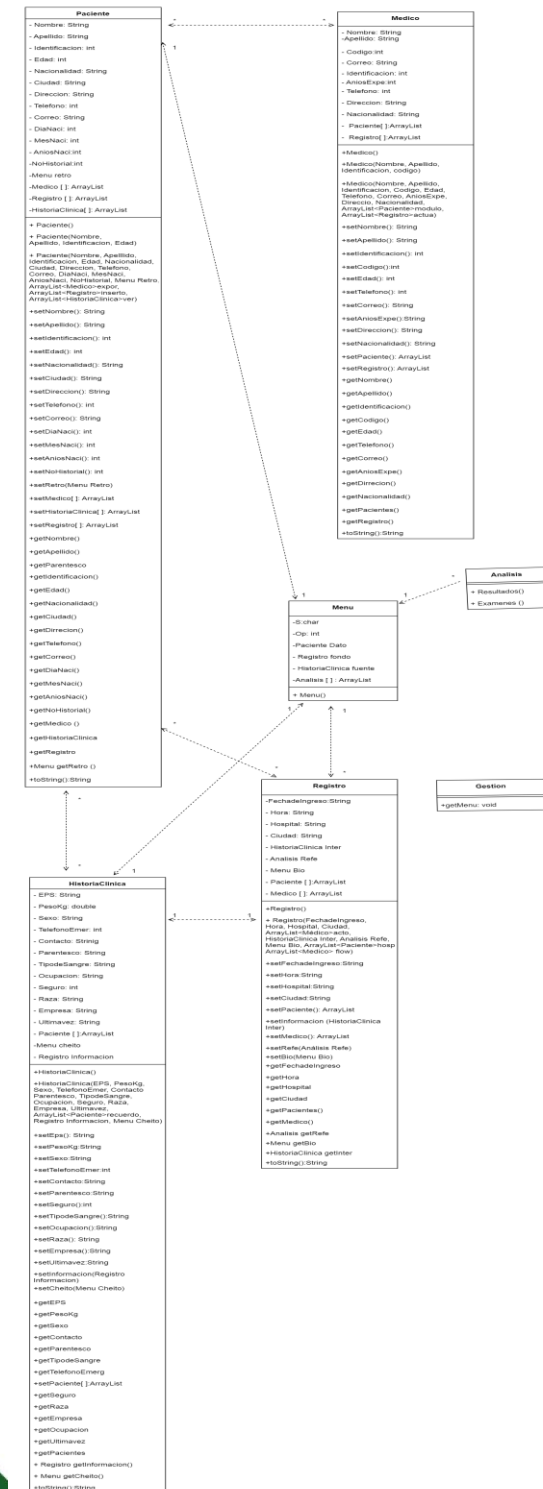 Paciente
- Nombre: String
- Apellido: String
- Identificacion: int
- Edad: int
- Nacionalidad: String
- Ciudad: String
- Direccion: String
- Telefono: int
- Correo: String
- DiaNaci: int
- MesNaci: int
- AniosNaci:int
-NoHistorial:int
-Menu retro
-Medico [ ]: ArrayList
-Registro [ ]: ArrayList
-HistoriaClinica[ ]: ArrayList
+ Paciente()
+ Paciente(Nombre,
Apellido, Identificacion, Edad)
+ Paciente(Nombre, Apellido,
Identificacion, Edad, Nacionalidad,
Ciudad, Direccion, Telefono,
Correo, DiaNaci, MesNaci,
AniosNaci, NoHistorial, Menu Retro,
ArrayList<Medico>expor,
ArrayList<Registro>inserto,
ArrayList<HistoriaClinica>ver)
+setNombre(): String
+setApellido(): String
+setIdentificacion(): int
+setEdad(): int
+setNacionalidad(): String
+setCiudad(): String
+setDireccion(): String
+setTelefono(): int
+setCorreo(): String
+setDiaNaci(): int
+setMesNaci(): int
+setAniosNaci(): int
+setNoHistorial(): int
+setRetro(Menu Retro)
+setMedico[ ]: ArrayList
+setHistoriaClinica[ ]: ArrayList
+setRegistro[ ]: ArrayList
+getNombre()
+getApellido()
+getParentesco
+getIdentificacion()
+getEdad()
+getNacionalidad()
+getCiudad()
+getDirrecion()
+getTelefono()
+getCorreo()
+getDiaNaci()
+getMesNaci()
+getAniosNaci()
+getNoHistorial()
+getMedico ()
+getHistoriaClinica
+getRegistro
+Menu getRetro ()
+toString():String
Medico
- Nombre: String
-Apellido: String
- Codigo:int
- Correo: String
- Identificacion: int
- AniosExpe:int
- Telefono: int
- Direccion: String
- Nacionalidad: String
- Paciente[ ]:ArrayList
- Registro[ ]:ArrayList
+Medico()
+Medico(Nombre, Apellido,
Identificacion, codigo)
+Medico(Nombre, Apellido,
Identificacion, Codigo, Edad,
Telefono, Correo, AniosExpe,
Direccio, Nacionalidad,
ArrayList<Paciente>modulo,
ArrayList<Registro>actua)
+setNombre(): String
+setApellido(): String
+setIdentificacion(): int
+setCodigo():int
+setEdad(): int
+setTelefono(): int
+setCorreo(): String
+setAniosExpe():String
+setDireccion(): String
+setNacionalidad(): String
+setPaciente(): ArrayList
+setRegistro(): ArrayList
+getNombre()
+getApellido()
+getIdentificacion()
+getCodigo()
+getEdad()
+getTelefono()
+getCorreo()
+getAniosExpe()
+getDirrecion()
+getNacionalidad()
+getPacientes()
+getRegistro()
+toString():String
Analisis
+ Resultados()
+ Examenes ()
Menu
-S:char
-Op: int
-Paciente Dato
- Registro fondo
- HistoriaClinica fuente
-Analisis [ ] : ArrayList
+ Menu()
Registro
-FechadeIngreso:String
- Hora: String
- Hospital: String
- Ciudad: String
- HistoriaClinica Inter
- Analisis Refe
- Menu Bio
- Paciente [ ]:ArrayList
- Medico [ ]:ArrayList
+Registro()
+ Registro(FechadeIngreso,
Hora, Hospital, Ciudad,
ArrayList<Médico>acto,
HistoriaClinica Inter, Analisis Refe,
Menu Bio, ArrayList<Paciente>hosp
ArrayList<Médico> flow)
+setFechadeIngreso:String
+setHora:String
+setHospital:String
+setCiudad:String
+setPaciente(): ArrayList
+setInformacion (HistoriaClinica
Inter)
+setMedico(): ArrayList
+setRefe(Análisis Refe)
+setBio(Menu Bio)
+getFechadeIngreso
+getHora
+getHospital
+getCiudad
+getPacientes()
+getMedico()
+Analisis getRefe
+Menu getBio
+HistoriaClinica getInter
+toString():String
Gestion
+getMenu: void
HistoriaClinica
- EPS: String
- PesoKg: double
- Sexo: String
- TelefonoEmer: int
- Contacto: String
- Parentesco: String
- TipodeSangre: String
- Ocupacion: String
- Seguro: int
- Raza: String
- Empresa: String
- Ultimavez: String
- Paciente [ ]:ArrayList
-Menu cheito
- Registro Informacion
+HistoriaClinica()
+HistoriaClinica(EPS, PesoKg,
Sexo, TelefonoEmer, Contacto
Parentesco, TipodeSangre,
Ocupacion, Seguro, Raza,
Empresa, Ultimavez,
ArrayList<Paciente>recuerdo,
Registro Informacion, Menu Cheito)
+setEps(): String
+setPesoKg:String
+setSexo:String
+setTelefonoEmer:int
+setContacto:String
+setParentesco:String
+setSeguro():int
+setTipodeSangre():String
+setOcupacion():String
+setRaza(): String
+setEmpresa():String
+setUltimavez:String
+setInformacion(Registro
Informacion)
+setCheito(Menu Cheito)
+getEPS
+getPesoKg
+getSexo
+getContacto
+getParentesco
+getTipodeSangre
+getTelefonoEmerg
+setPaciente[ ]:ArrayList
+getSeguro
+getRaza
+getEmpresa
+getOcupacion
+getUltimavez
+getPacientes
+ Registro getInformacion()
+ Menu getCheito()
+toString():String